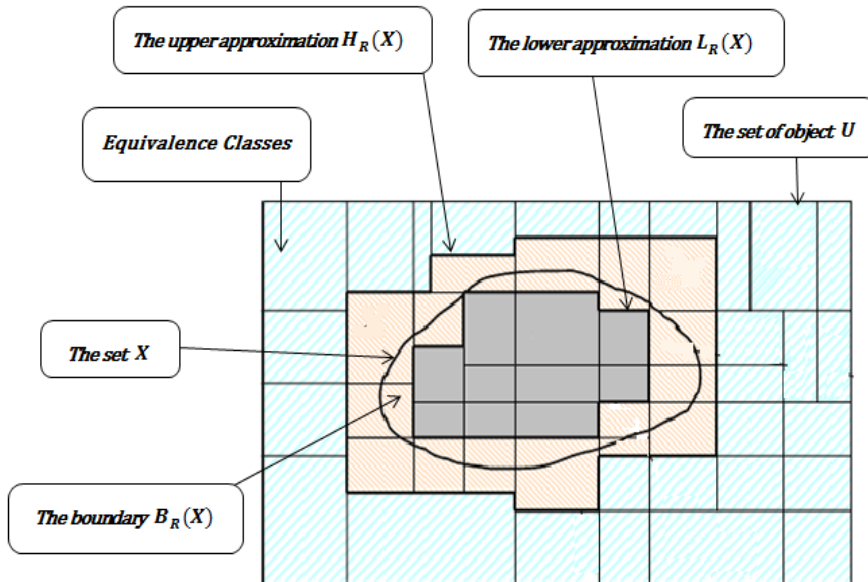 The upper approximation H_R(X)
The lower approximation L_R(X)
Equivalence Classes
The set of object U
The set X
The boundary B_R(X)